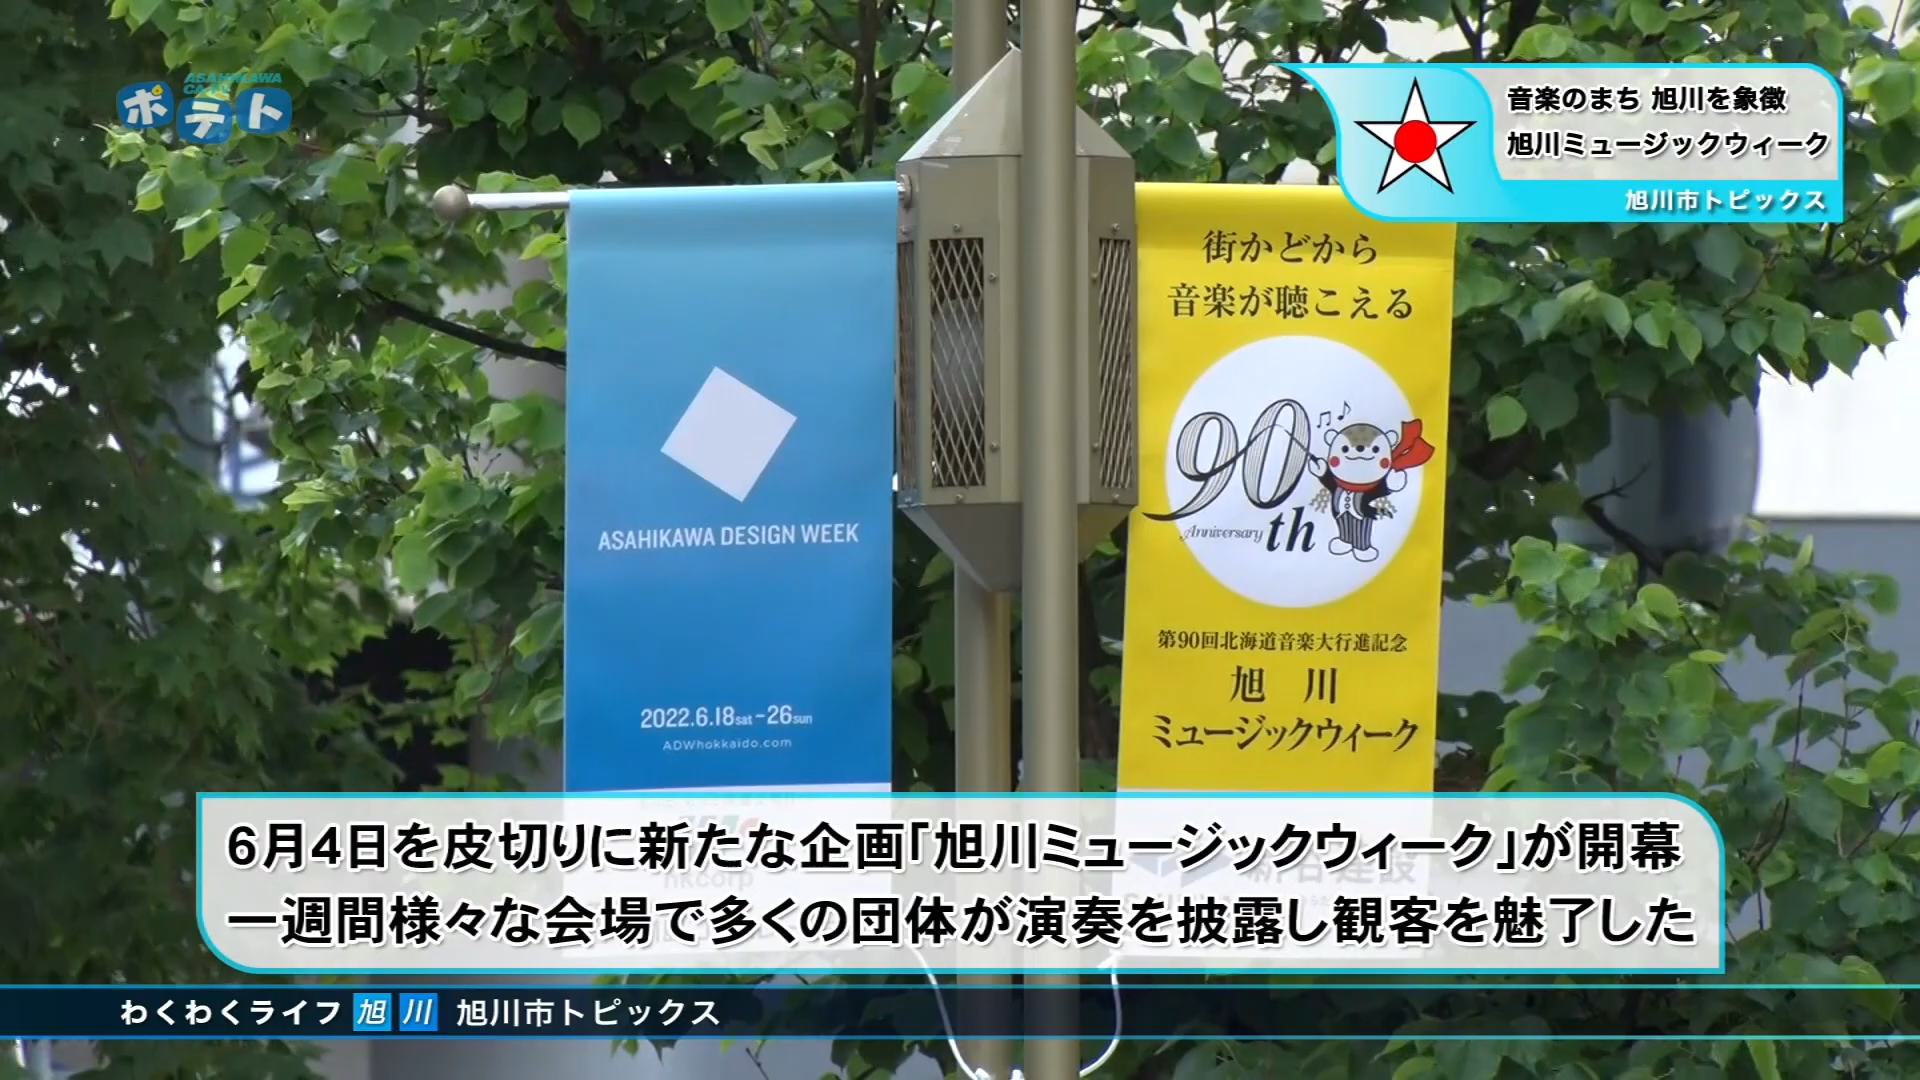 ASAHIKAWA
CATV
ポテト
音楽のまち 旭川を象徴
旭川ミュージックウィーク
旭川市トピックス
ASAHIKAWA DESIGN WEEK
2022.6.18sat-26sun
ADWhokkaido.com
街かどから
音楽が聴こえる
90th
Anniversary
第90回北海道音楽大行進記念
旭川
ミュージックウィーク
6月4日を皮切りに新たな企画「旭川ミュージックウィーク」が開幕
一週間様々な会場で多くの団体が演奏を披露し観客を魅了した
わくわくライフ 旭川 旭川市トピックス